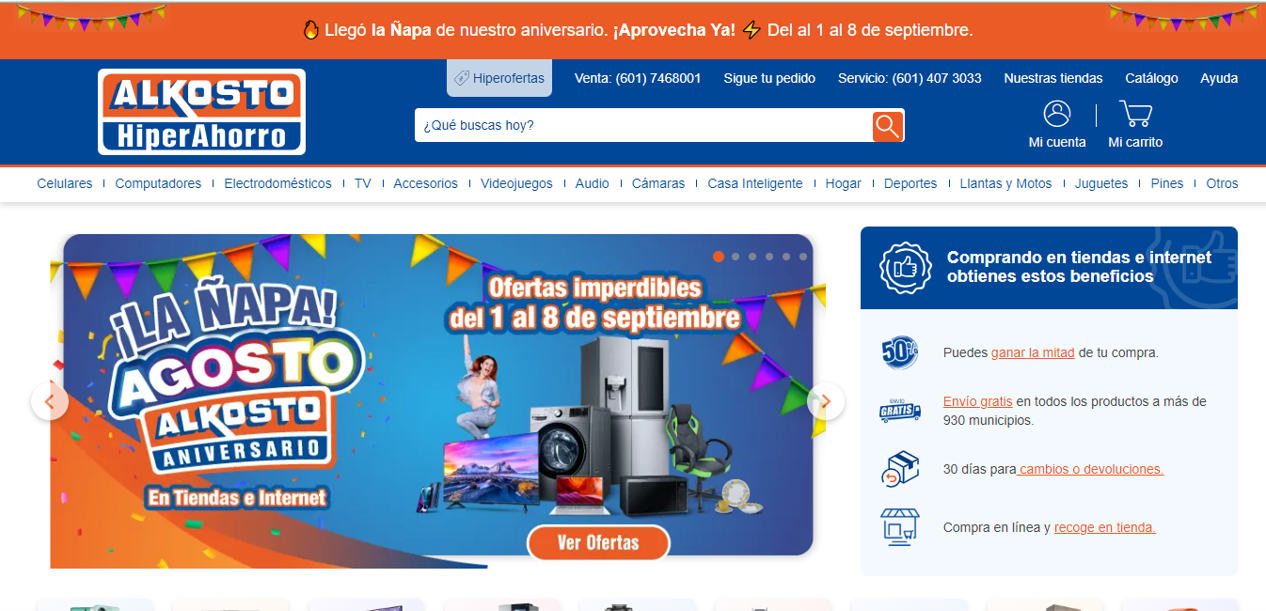 🔥 Llegó la Ñapa de nuestro aniversario. ¡Aprovecha Ya! ⚡ Del al 1 al 8 de septiembre.
Hiperofertas Venta: (601) 7468001 Sigue tu pedido Servicio: (601) 407 3033 Nuestras tiendas Catálogo Ayuda
ALKOSTO
HiperAhorro
¿Qué buscas hoy?
Mi cuenta Mi carrito
Celulares Computadores Electrodomésticos TV Accesorios Videojuegos Audio Cámaras Casa Inteligente Hogar Deportes Llantas y Motos Juguetes Pines Otros
¡LA ÑAPA!
AGOSTO
ALKOSTO
ANIVERSARIO
En Tiendas e Internet
Ofertas imperdibles
del 1 al 8 de septiembre
Ver Ofertas
Comprando en tiendas e internet
obtienes estos beneficios
50%
Puedes ganar la mitad de tu compra.
ENVÍO
GRATIS
Envío gratis en todos los productos a más de
930 municipios.
30 días para cambios o devoluciones.
Compra en línea y recoge en tienda.